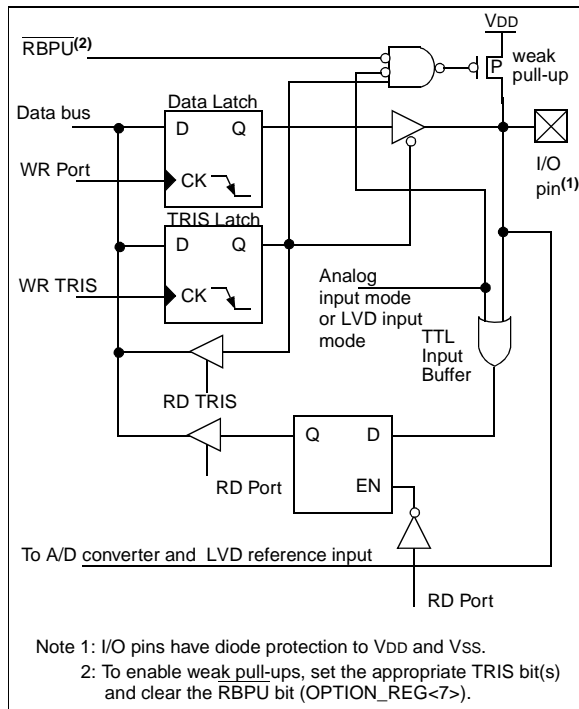 VDD
RBPU(2)
P
weak
pull-up
Data Latch
Data bus
D
Q
I/O
pin(1)
WR Port
CK
TRIS Latch
D
Q
WR TRIS
CK
Analog
input mode
or LVD input
mode
TTL
Input
Buffer
RD TRIS
Q
D
RD Port
EN
To A/D converter and LVD reference input
RD Port
Note 1: I/O pins have diode protection to VDD and VSS.
2: To enable weak pull-ups, set the appropriate TRIS bit(s)
and clear the RBPU bit (OPTION_REG<7>).